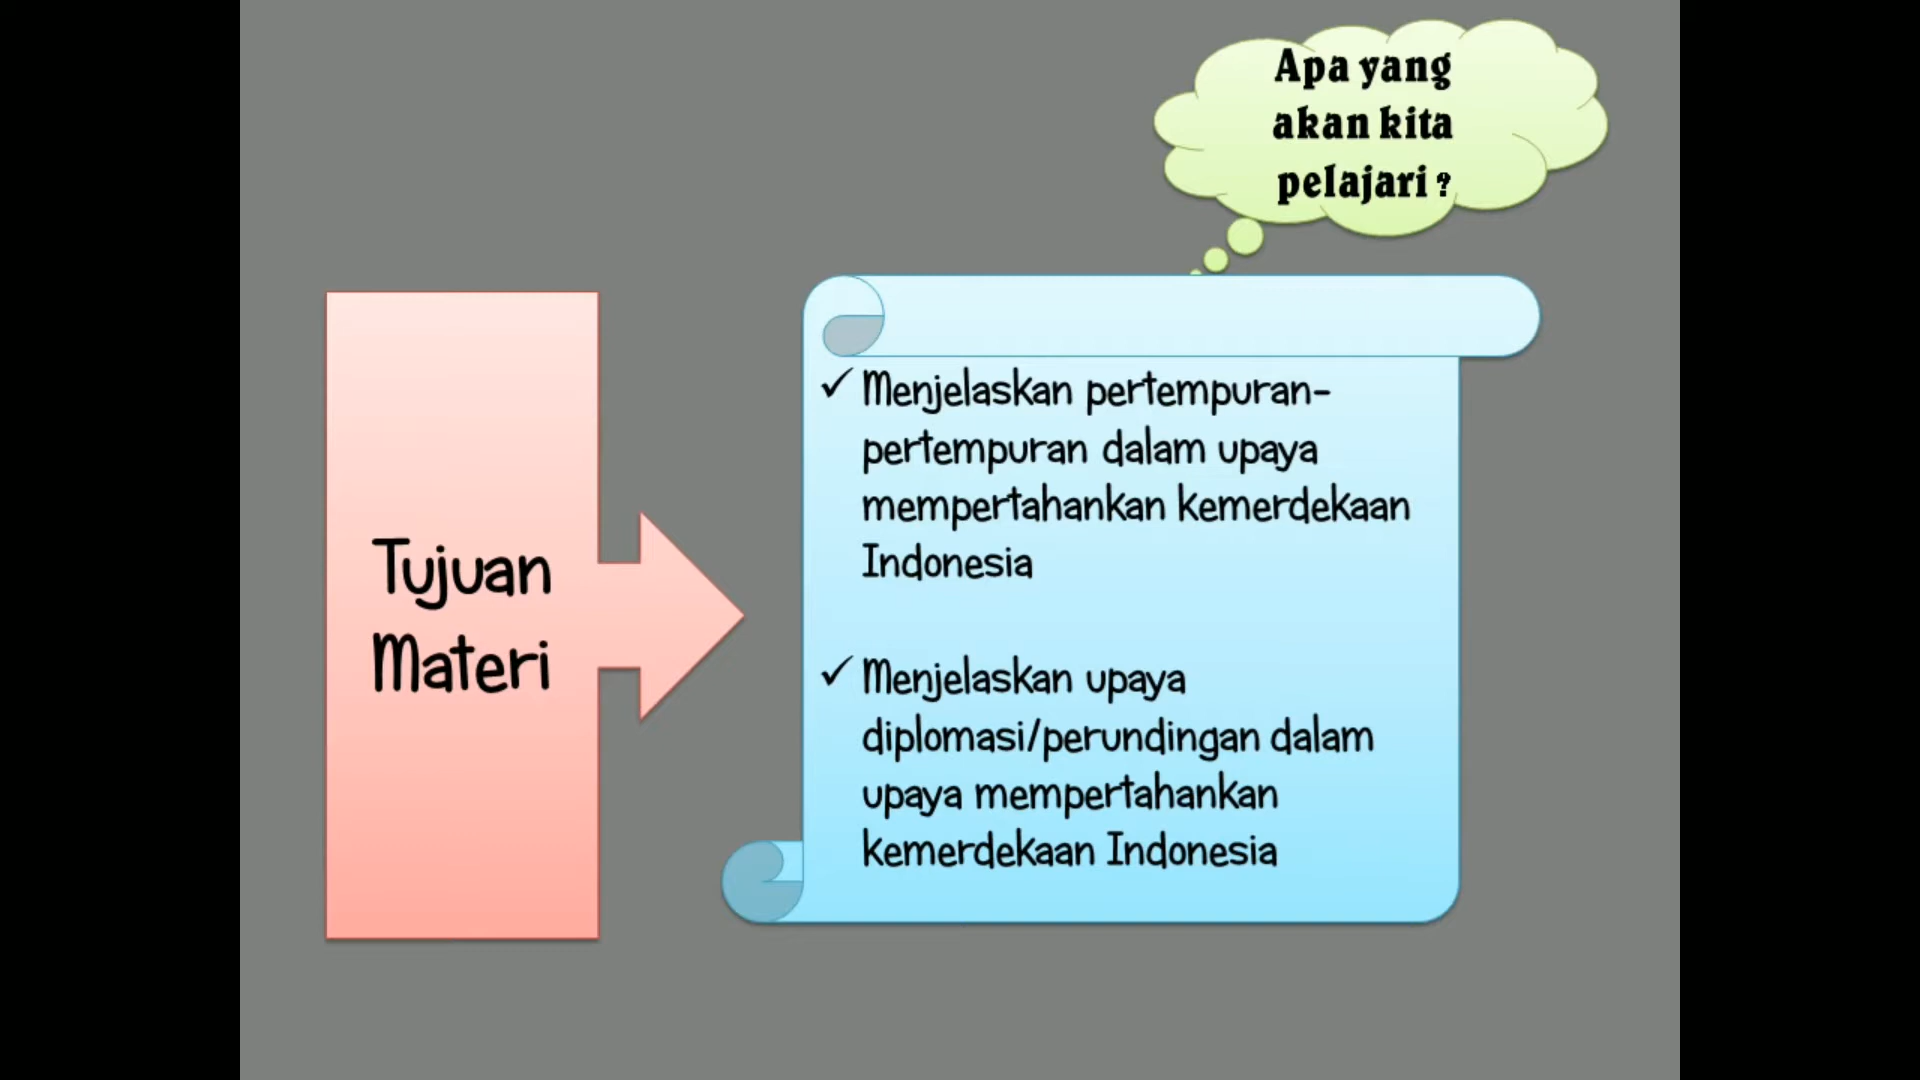 Apa yang
akan kita
pelajari ?
Tujuan
Materi
✓ Menjelaskan pertempuran-
pertempuran dalam upaya
mempertahankan kemerdekaan
Indonesia
✓ Menjelaskan upaya
diplomasi/perundingan dalam
upaya mempertahankan
kemerdekaan Indonesia